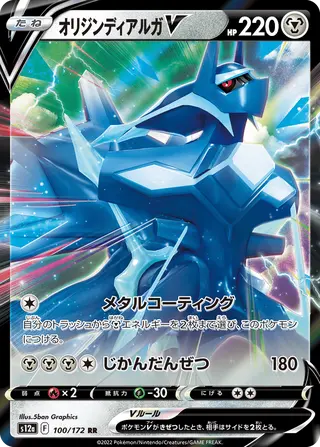 たね オリジンディアルガV HP220
メタルコーティング
自分のトラッシュからエネルギーを2枚まで選び、このポケモンにつける。
じかんだんぜつ 180
弱点 ×2 抵抗力 -30 にげる
Illus.5ban Graphics
s12a F 100/172 RR
Vルール
ポケモンVがきぜつしたとき、相手はサイドを2枚とる。
©2022 Pokémon/Nintendo/Creatures/GAME FREAK.